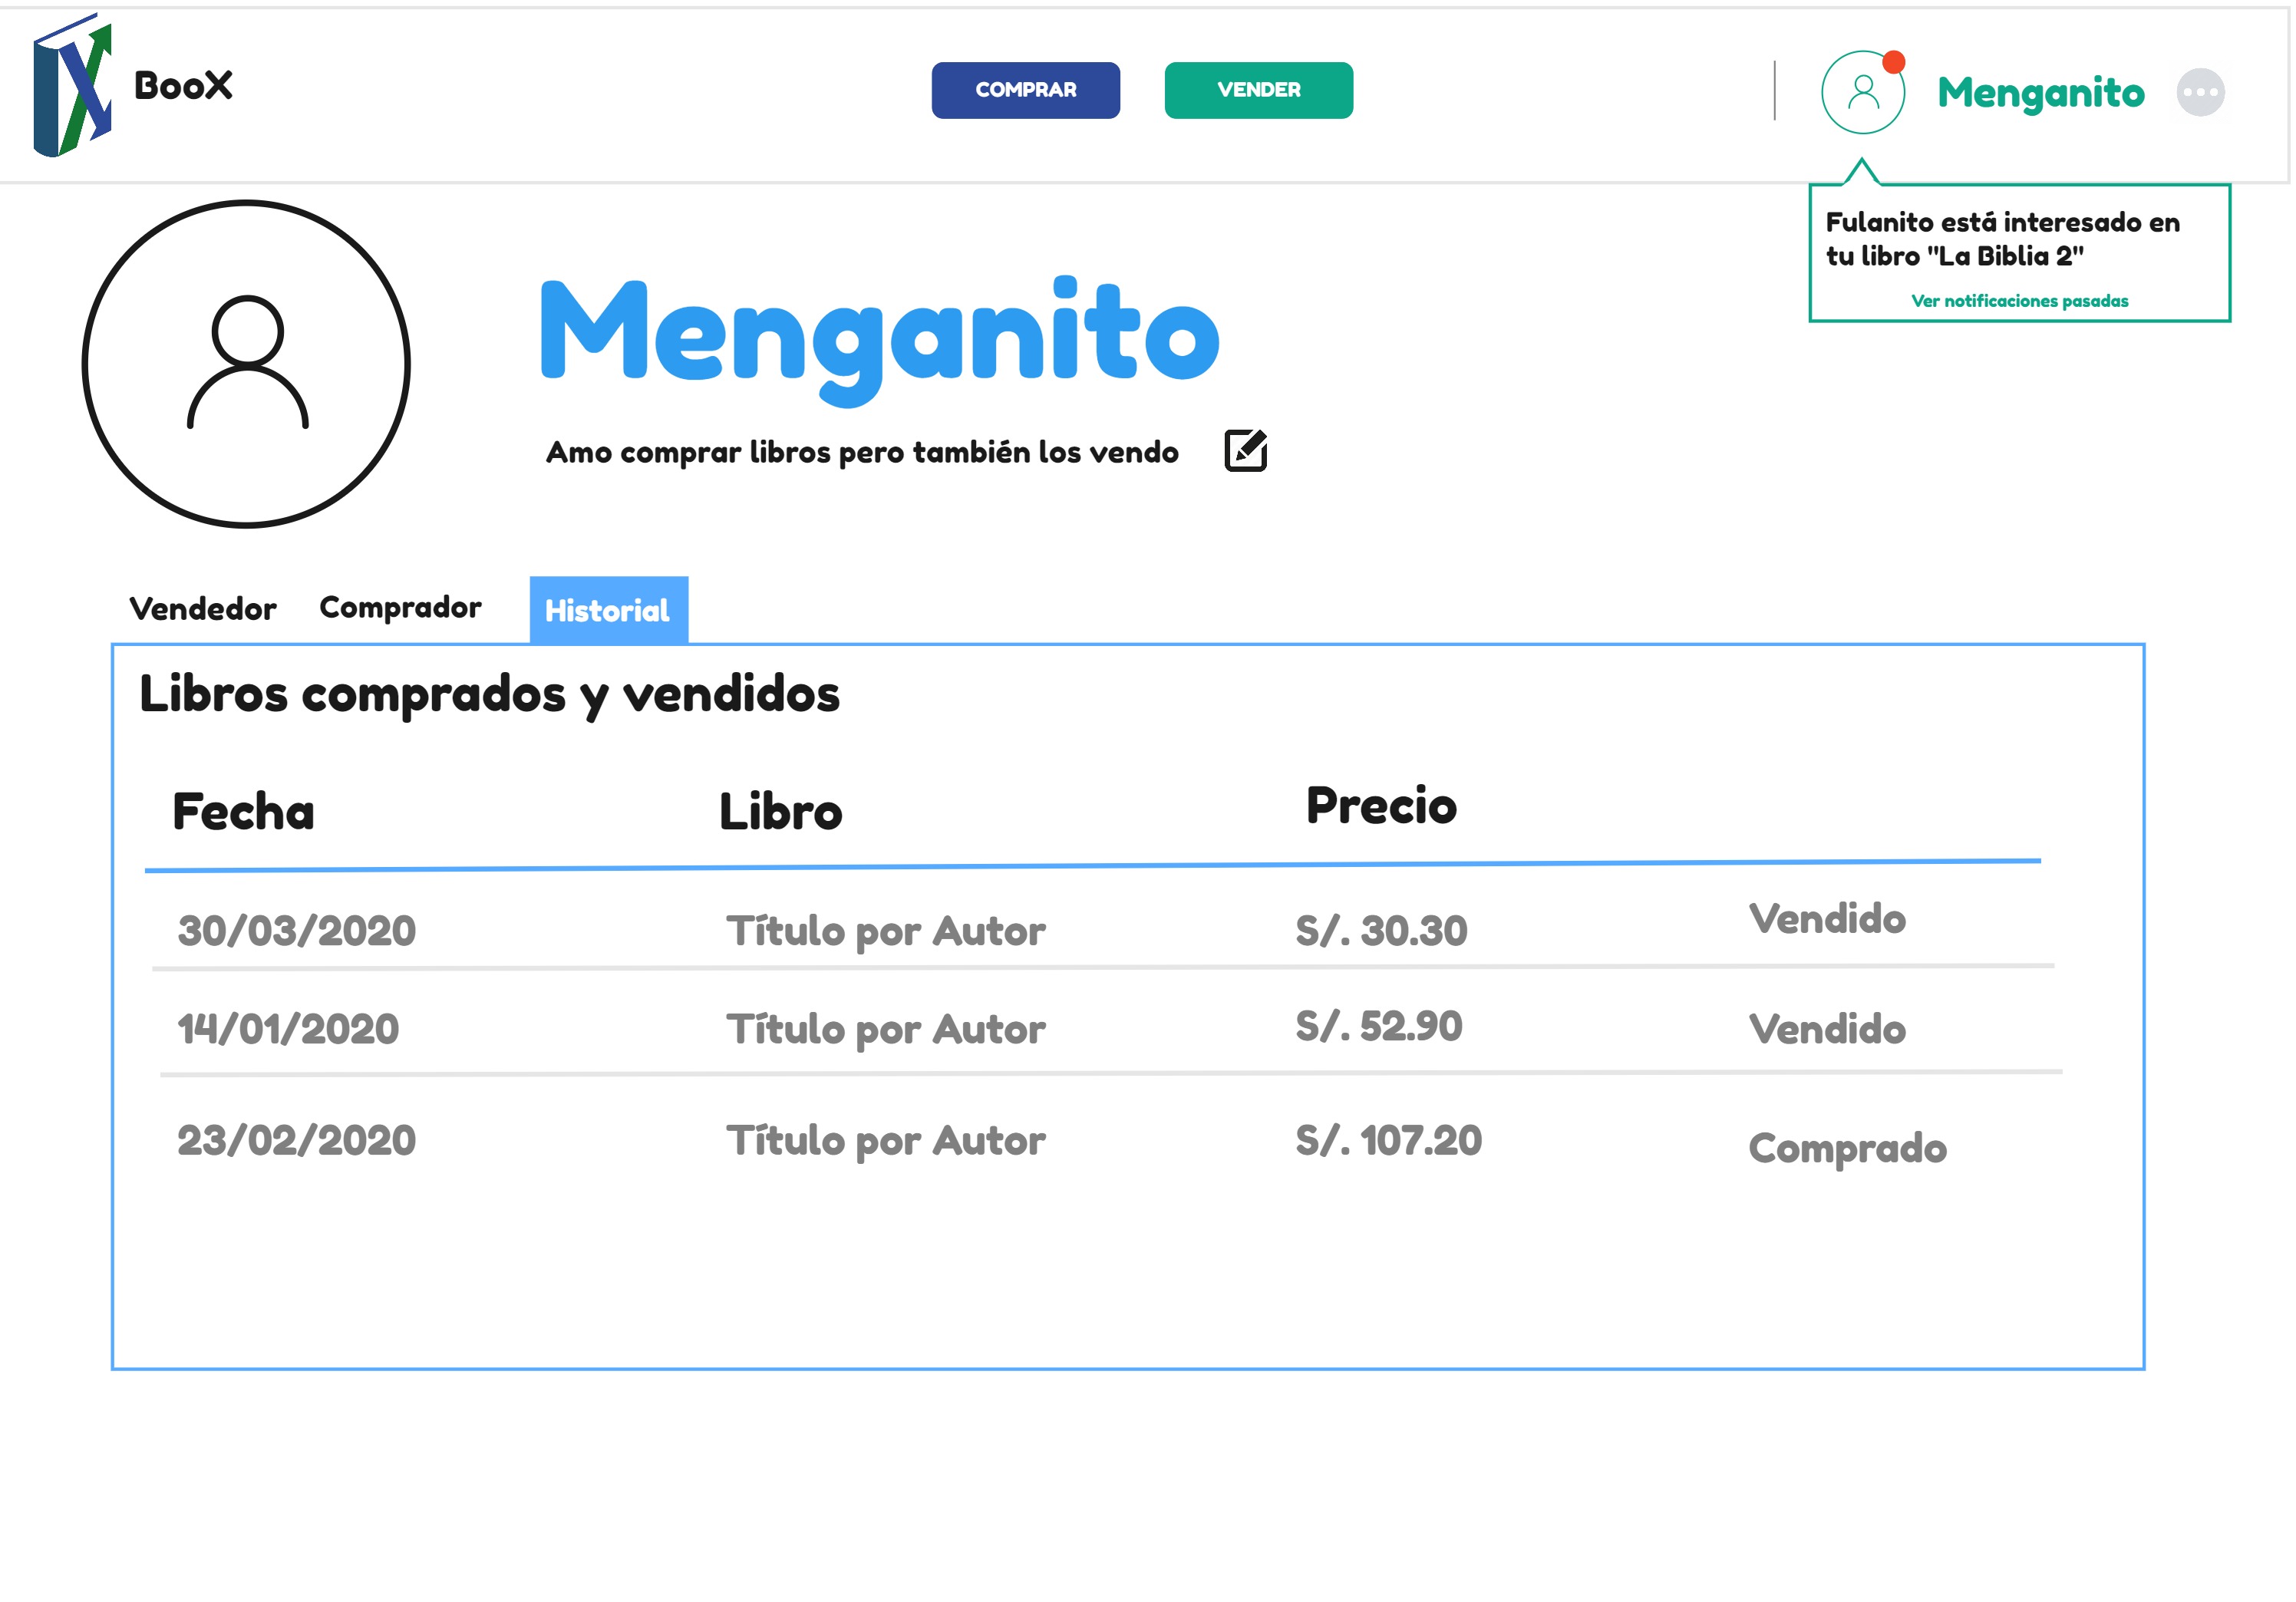 BooX
COMPRAR
VENDER
Menganito
Fulanito está interesado en
tu libro "La Biblia 2"
Ver notificaciones pasadas
Menganito
Amo comprar libros pero también los vendo
Vendedor
Comprador
Historial
Libros comprados y vendidos
Fecha
Libro
Precio
30/03/2020
Título por Autor
S/. 30.30
Vendido
14/01/2020
Título por Autor
S/. 52.90
Vendido
23/02/2020
Título por Autor
S/. 107.20
Comprado